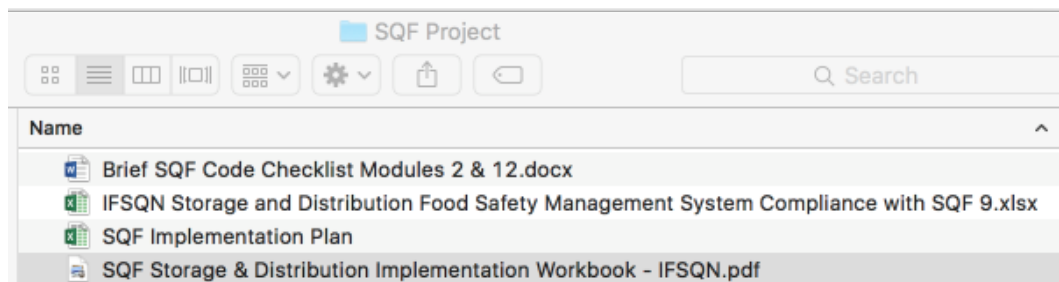 SQF Project
Search
Name
Brief SQF Code Checklist Modules 2 & 12.docx
IFSQN Storage and Distribution Food Safety Management System Compliance with SQF 9.xlsx
SQF Implementation Plan
SQF Storage & Distribution Implementation Workbook - IFSQN.pdf